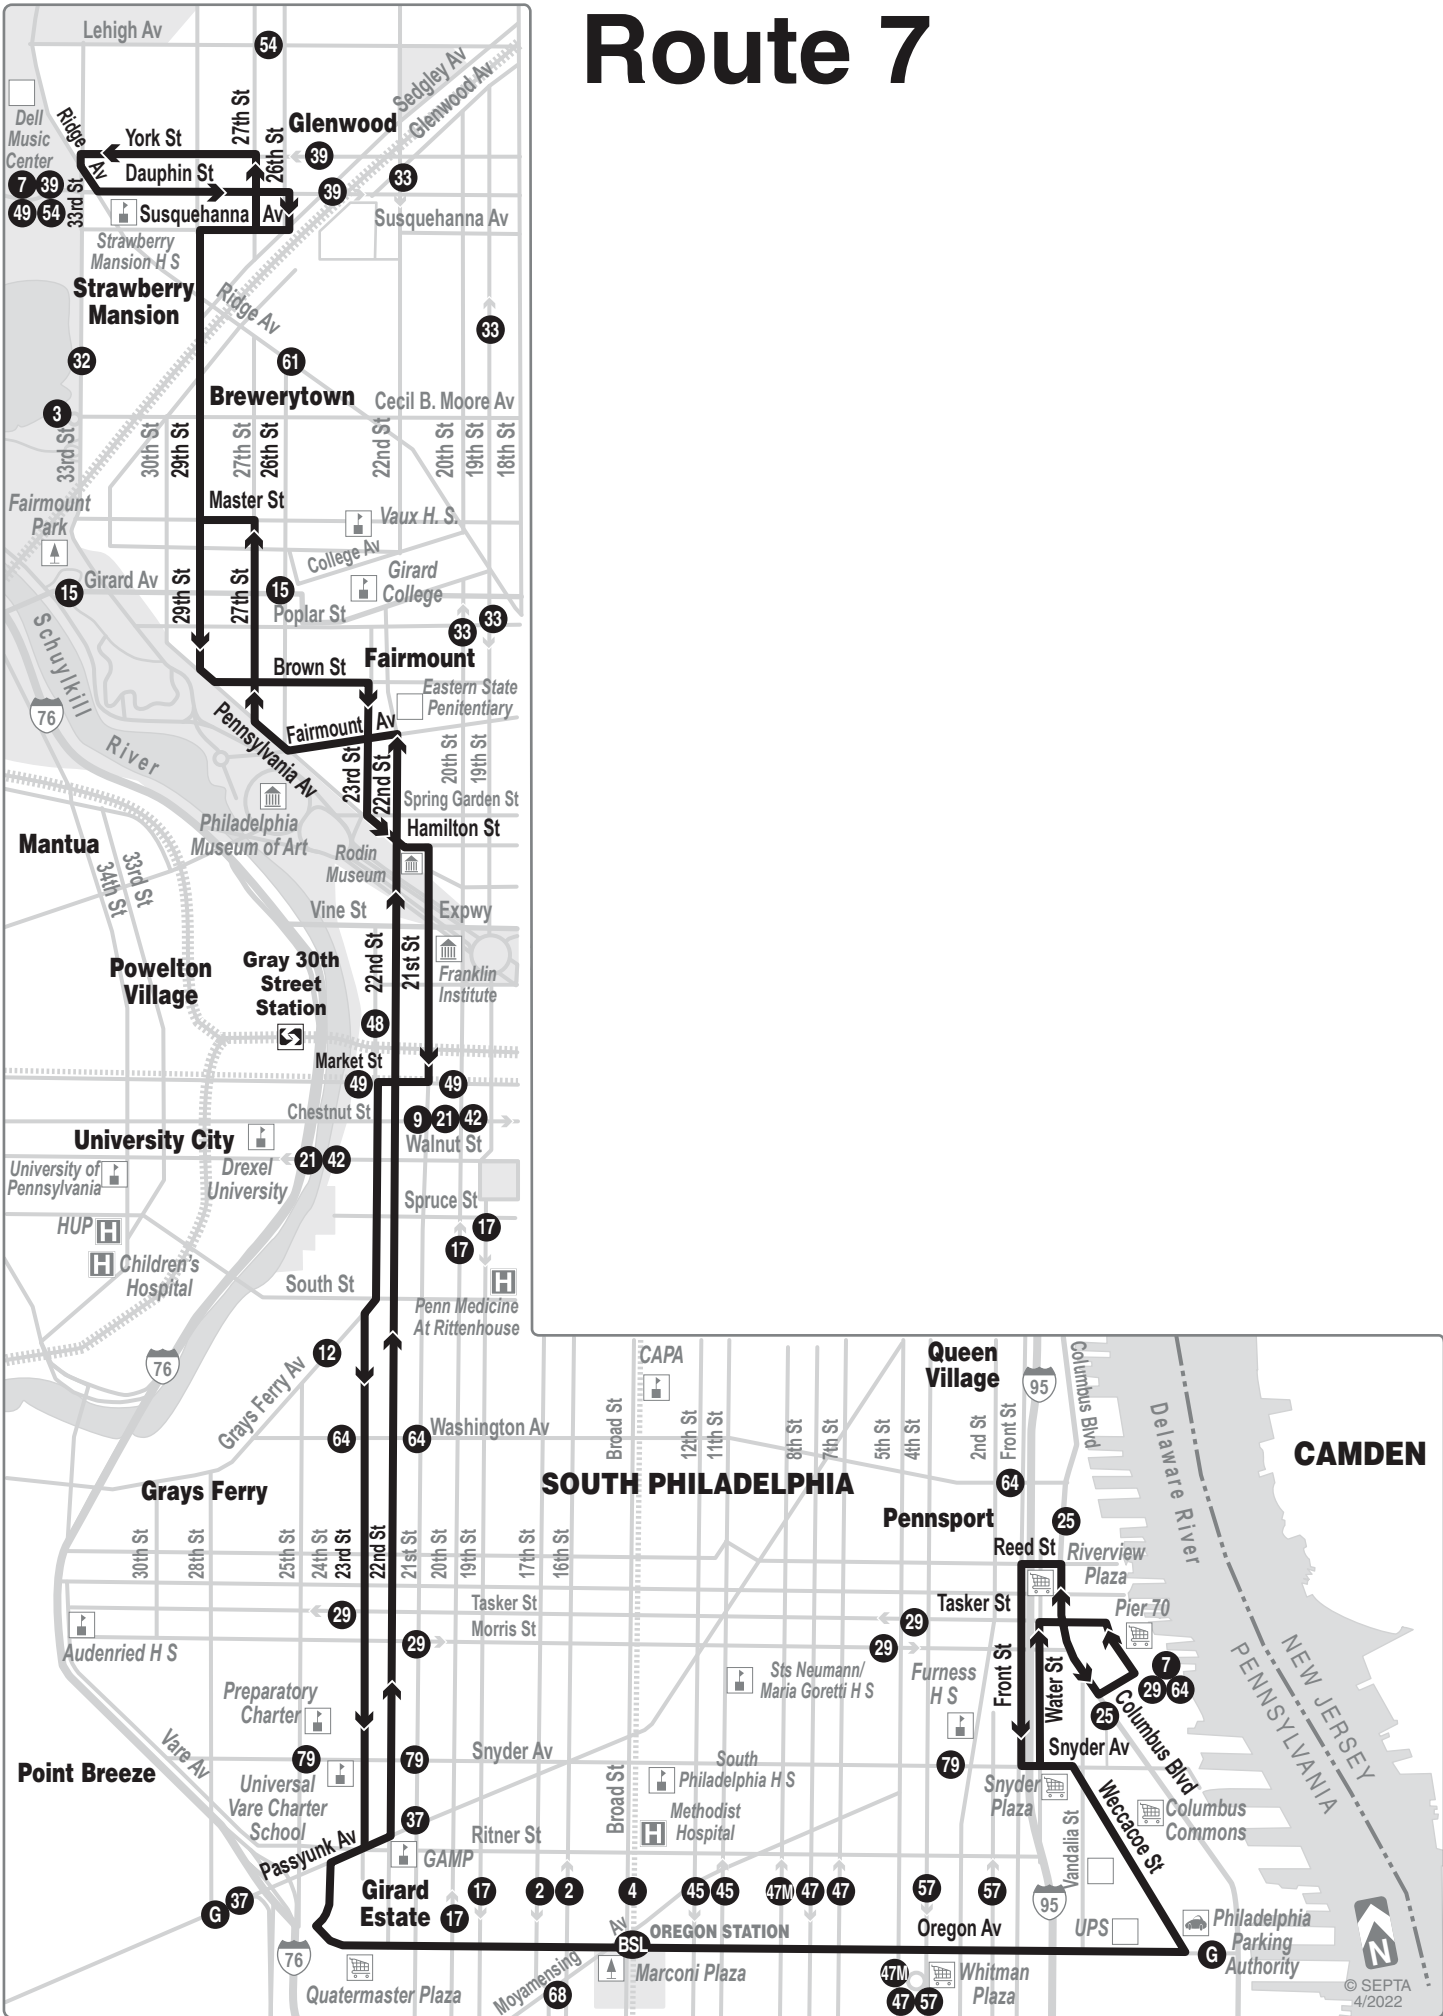 Route 7
Lehigh Av
54
Sedgley Av
Glenwood Av
Dell
Music
Center
7 39
49 54
Ridge
Av
York St
27th St
26th St
Glenwood
39
Dauphin St
39
33
33rd St
Susquehanna Av
Susquehanna Av
Strawberry
Mansion H S
Strawberry
Mansion
Ridge Av
33
32
61
Brewerytown
Cecil B. Moore Av
3
33rd St
30th St
29th St
27th St
26th St
22nd St
20th St
19th St
18th St
Fairmount
Park
Master St
Vaux H. S.
College Av
Girard
College
15
Girard Av
29th St
27th St
15
Poplar St
33
33
Schuylkill
River
Brown St
Fairmount
Eastern State
Penitentiary
76
Pennsylvania Av
Fairmount Av
23rd St
22nd St
20th St
19th St
Spring Garden St
Hamilton St
Philadelphia
Museum of Art
Mantua
33rd St
34th St
Rodin
Museum
Vine St
Expwy
22nd St
21st St
Powelton
Village
Gray 30th
Street
Station
Franklin
Institute
48
Market St
49
49
Chestnut St
9 21 42
Walnut St
University City
21 42
University of
Pennsylvania
Drexel
University
Spruce St
17
17
HUP
Children's
Hospital
South St
Penn Medicine
At Rittenhouse
76
12
Grays Ferry Av
64
64
Washington Av
CAPA
Broad St
12th St
11th St
8th St
7th St
5th St
4th St
2nd St
Front St
Queen
Village
95
Columbus Blvd
Delaware River
CAMDEN
64
Grays Ferry
SOUTH PHILADELPHIA
Pennsport
25
30th St
28th St
25th St
24th St
23rd St
22nd St
21st St
20th St
19th St
17th St
16th St
Reed St
Riverview
Plaza
Tasker St
29
Tasker St
29
Pier 70
Morris St
29
29
Audenried H S
Sts Neumann/
Maria Goretti H S
Furness
H S
Front St
Water St
7
29 64
25
Columbus Blvd
NEW JERSEY
PENNSYLVANIA
Preparatory
Charter
Vare Av
Point Breeze
79
79
Snyder Av
79
Snyder Av
Universal
Vare Charter
School
Broad St
South
Philadelphia H S
Snyder
Plaza
Weccacoe St
Columbus
Commons
37
Methodist
Hospital
Passyunk Av
Ritner St
GAMP
Vandalia St
G 37
Girard
Estate
17
17
2 2
4
45 45
47M 47 47
57
57
95
Av
OREGON STATION
Oregon Av
UPS
Philadelphia
Parking
Authority
BSL
G
76
Quatermaster Plaza
Moyamensing
68
Marconi Plaza
47M
47 57
Whitman
Plaza
N
© SEPTA
4/2022